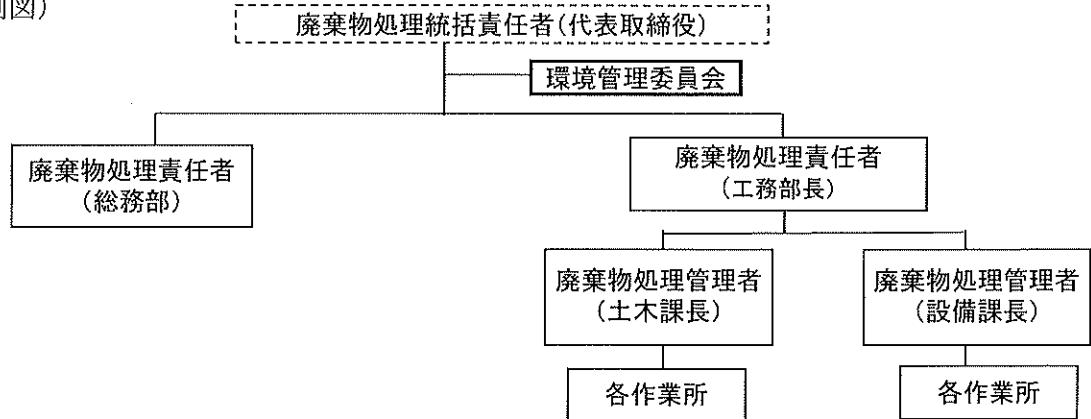 図)
廃棄物処理統括責任者(代表取締役)
環境管理委員会
廃棄物処理責任者
(総務部)
廃棄物処理責任者
(工務部長)
廃棄物処理管理者
(土木課長)
廃棄物処理管理者
(設備課長)
各作業所
各作業所